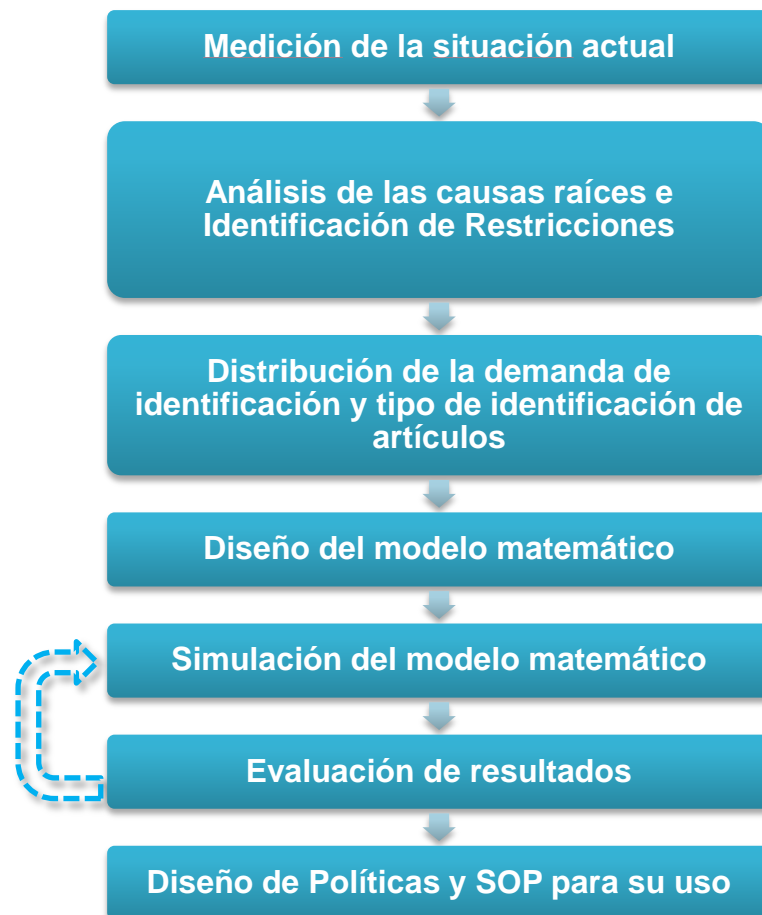 Medición de la situación actual
Análisis de las causas raíces e
Identificación de Restricciones
Distribución de la demanda de
identificación y tipo de identificación de
artículos
Diseño del modelo matemático
Simulación del modelo matemático
Evaluación de resultados
Diseño de Políticas y SOP para su uso